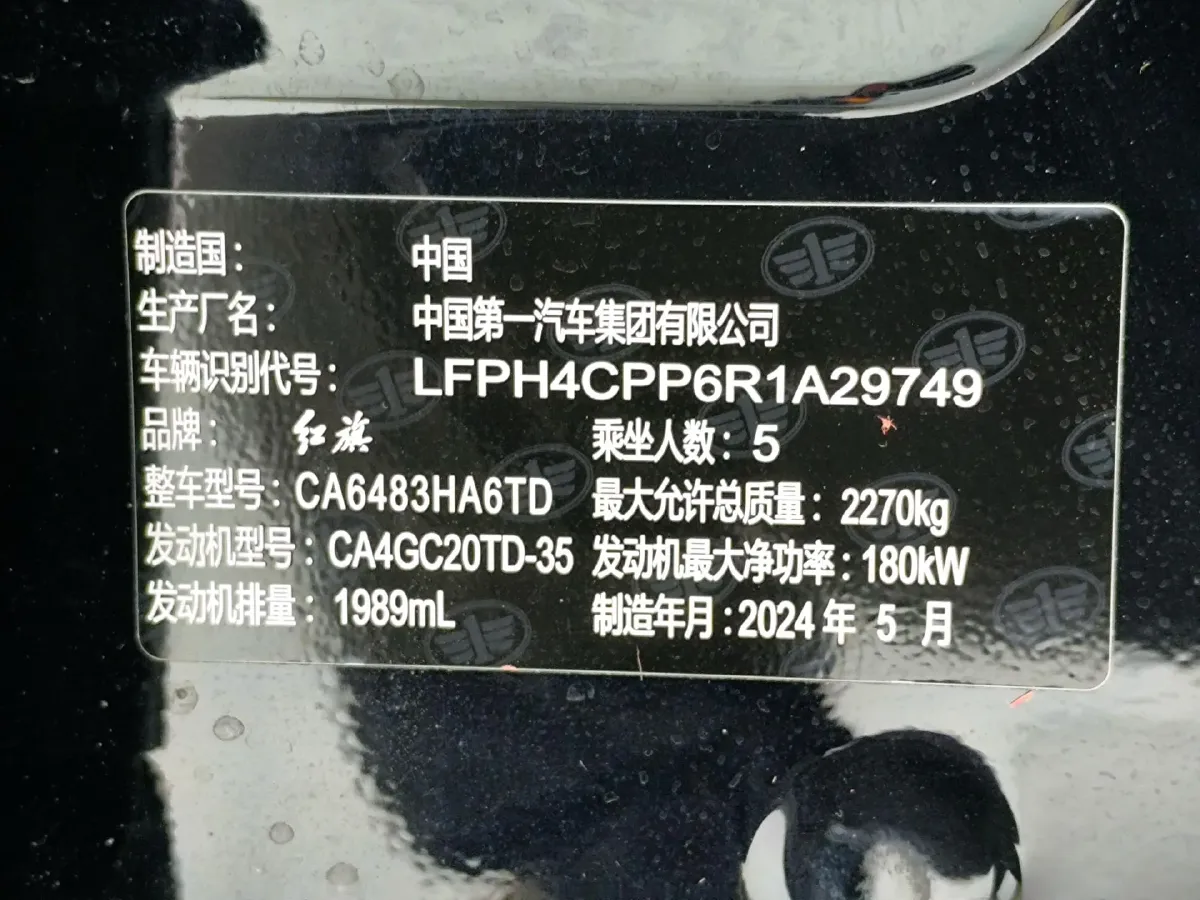 制造国： 中国
生产厂名： 中国第一汽车集团有限公司
车辆识别代号： LFPH4CPP6R1A29749
品牌： 红旗 乘坐人数：5
整车型号：CA6483HA6TD 最大允许总质量：2270kg
发动机型号：CA4GC20TD-35 发动机最大净功率：180kW
发动机排量：1989mL 制造年月：2024 年 5 月